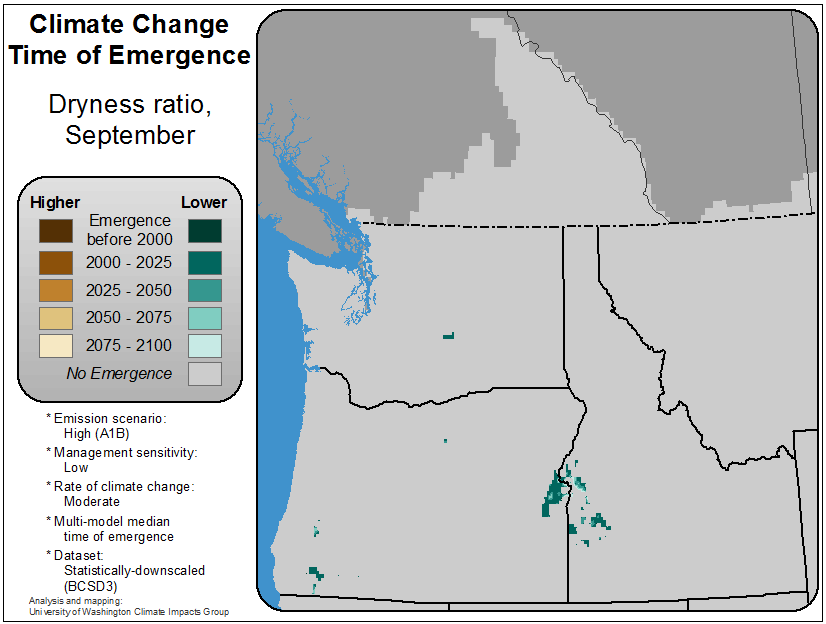 Climate Change
Time of Emergence
Dryness ratio,
September
Higher Lower
Emergence
before 2000
2000 - 2025
2025 - 2050
2050 - 2075
2075 - 2100
No Emergence
* Emission scenario:
High (A1B)
* Management sensitivity:
Low
* Rate of climate change:
Moderate
* Multi-model median
time of emergence
* Dataset:
Statistically-downscaled
(BCSD3)
Analysis and mapping:
University of Washington Climate Impacts Group